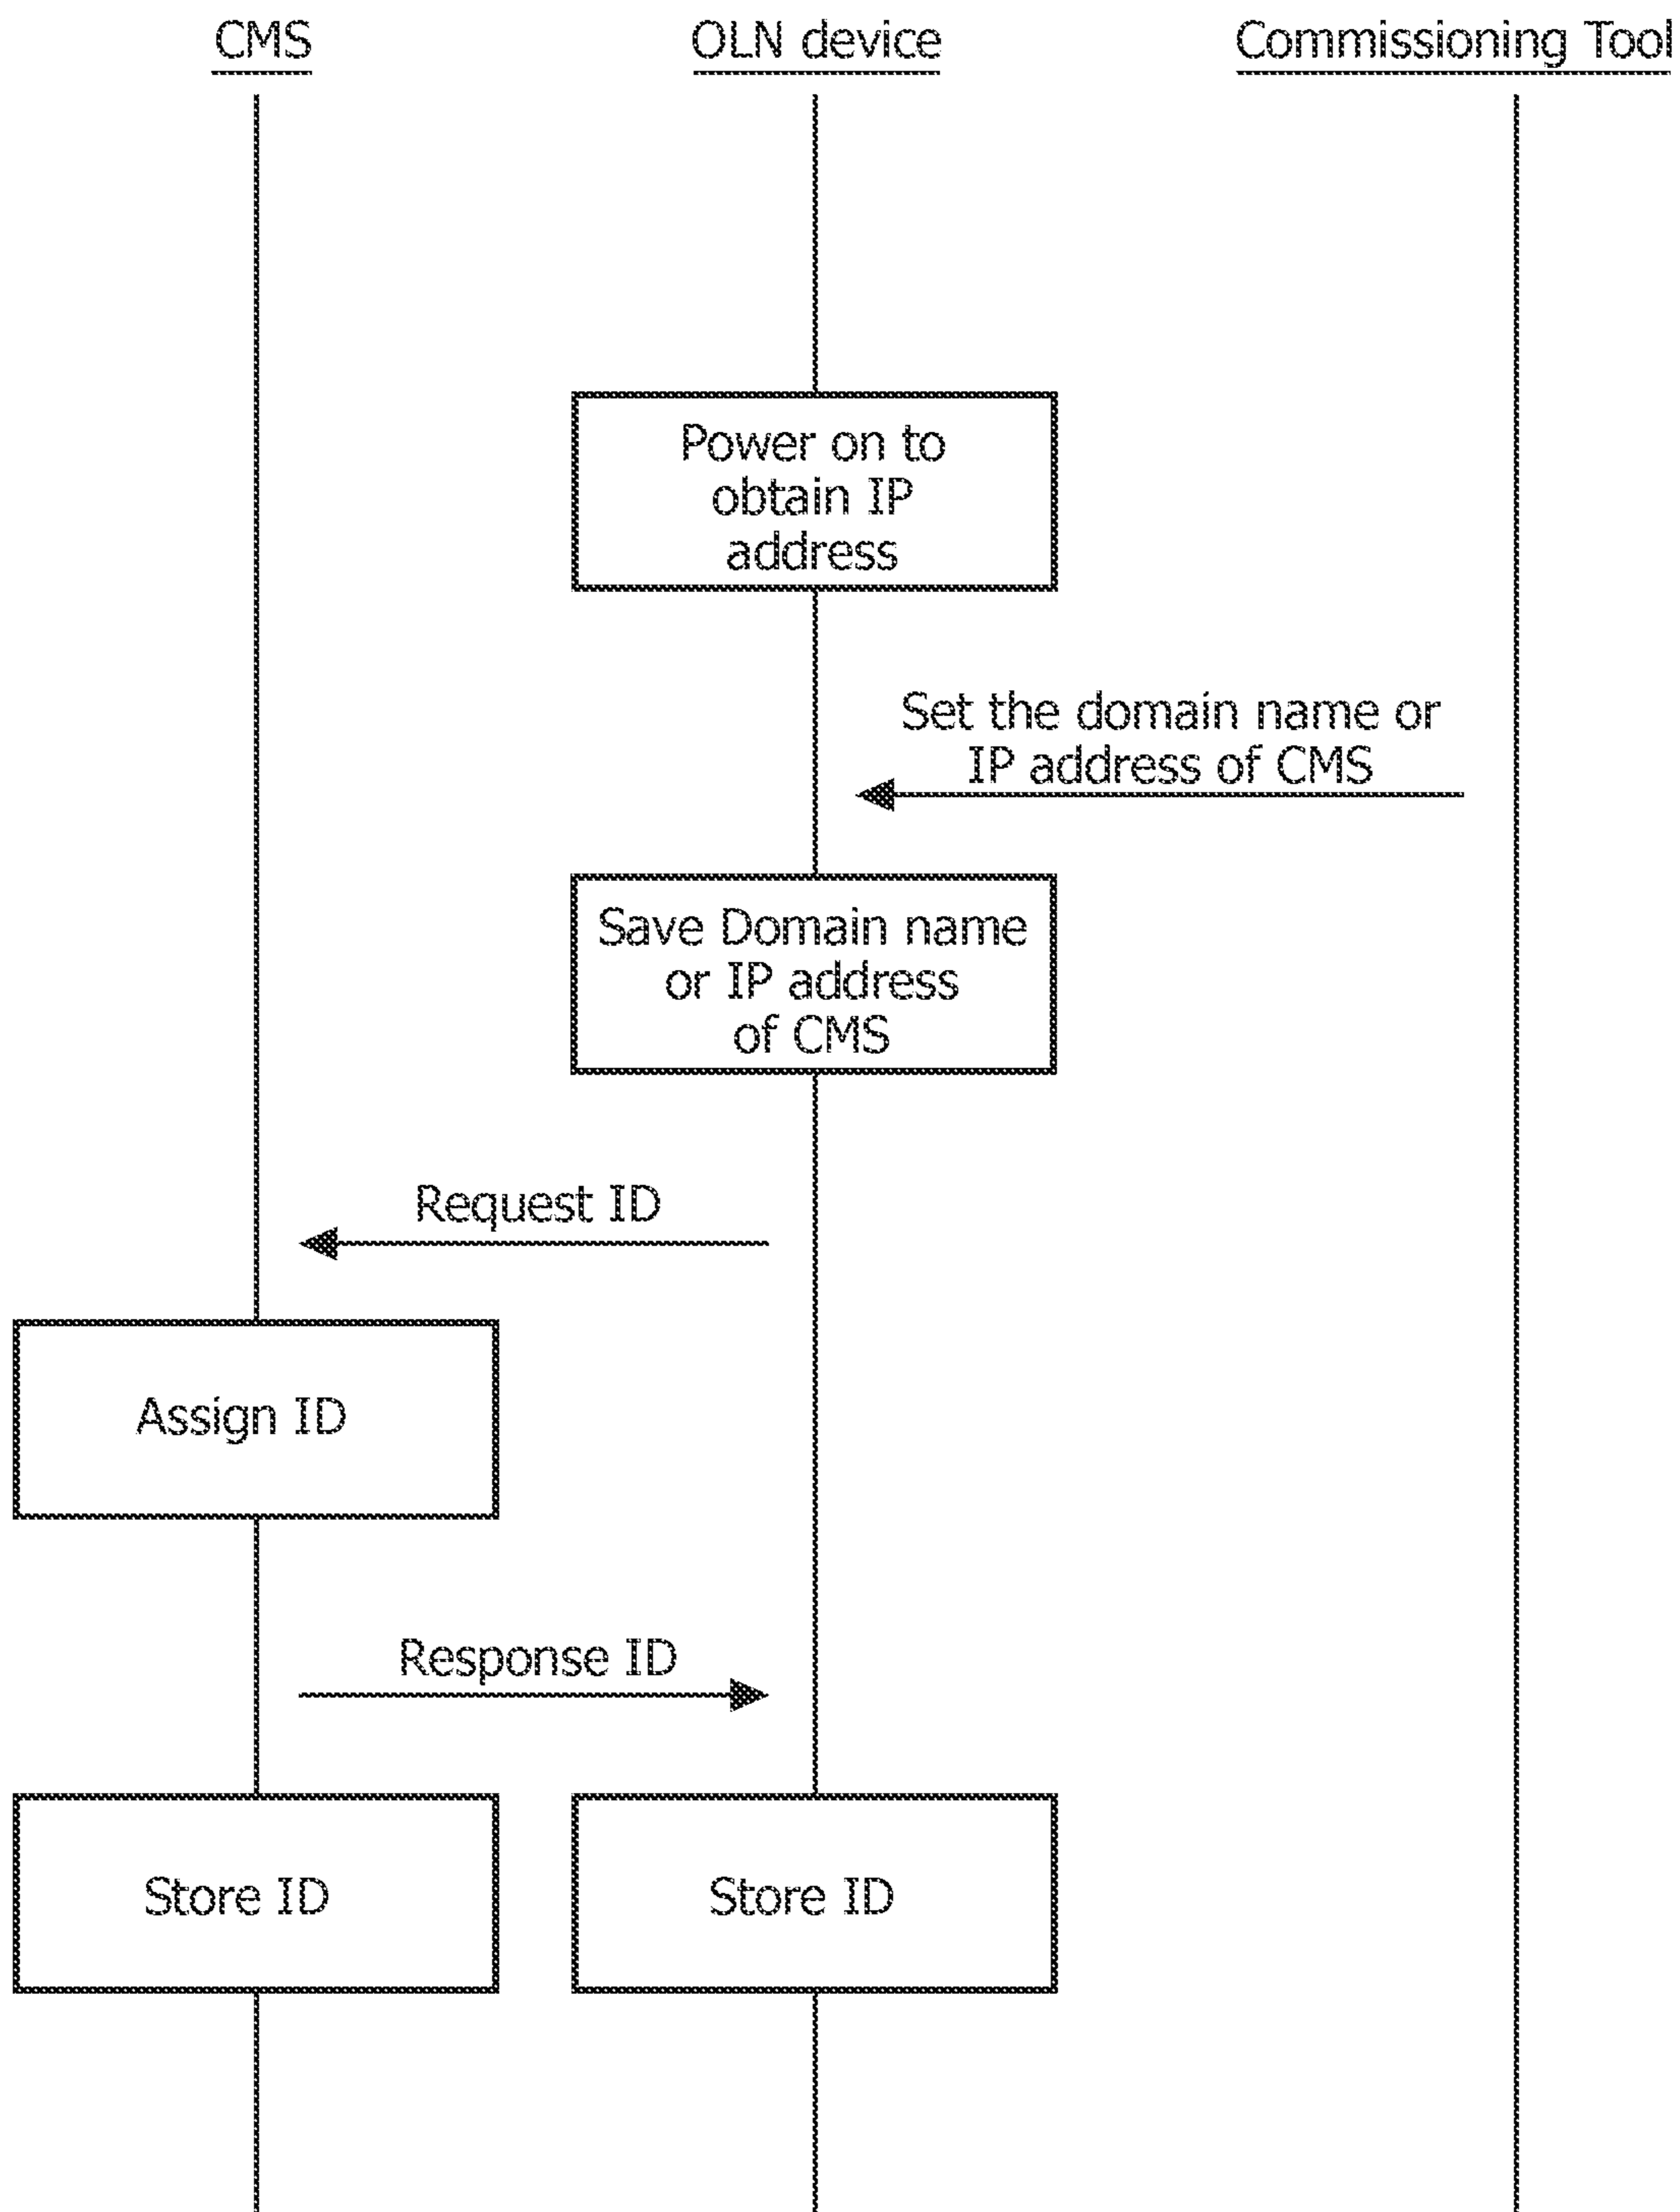 CMS
OLN device
Commissioning Tool
Power on to
obtain IP
address
Set the domain name or
IP address of CMS
Save Domain name
or IP address
of CMS
Request ID
Assign ID
Response ID
Store ID
Store ID